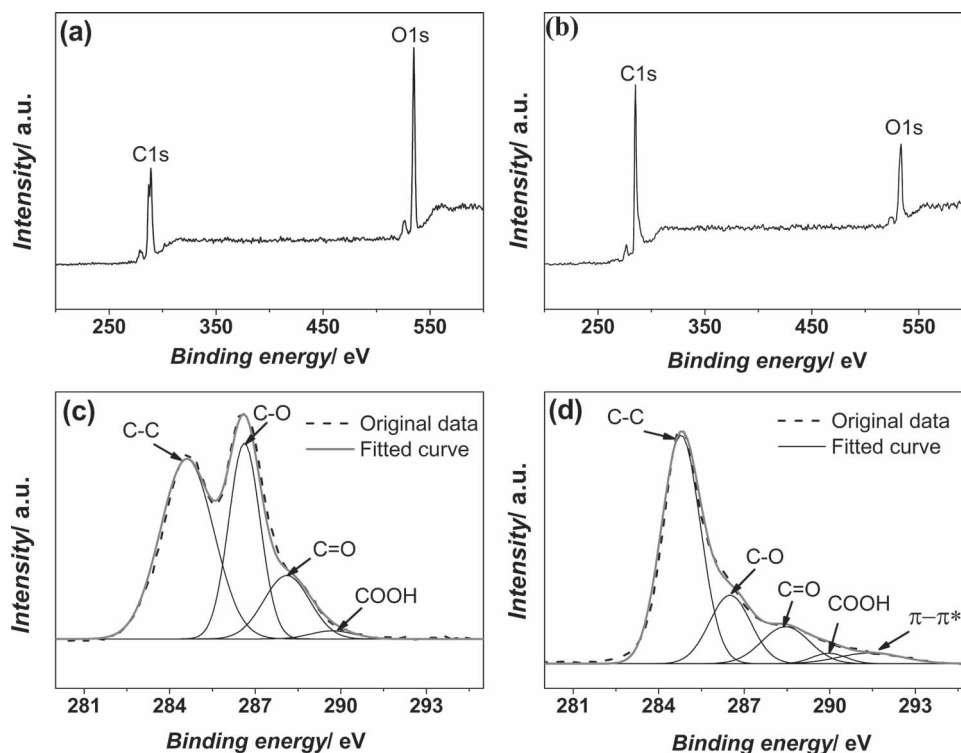 (a)
O1s
C1s
Intensity/ a.u.
250 350 450 550
Binding energy/ eV
(b)
C1s
O1s
Intensity/ a.u.
250 350 450 550
Binding energy/ eV
(c)
C-C
C-O
C=O
COOH
Original data
Fitted curve
Intensity/ a.u.
281 284 287 290 293
Binding energy/ eV
(d)
C-C
C-O
C=O
COOH
π−π*
Original data
Fitted curve
Intensity/ a.u.
281 284 287 290 293
Binding energy/ eV